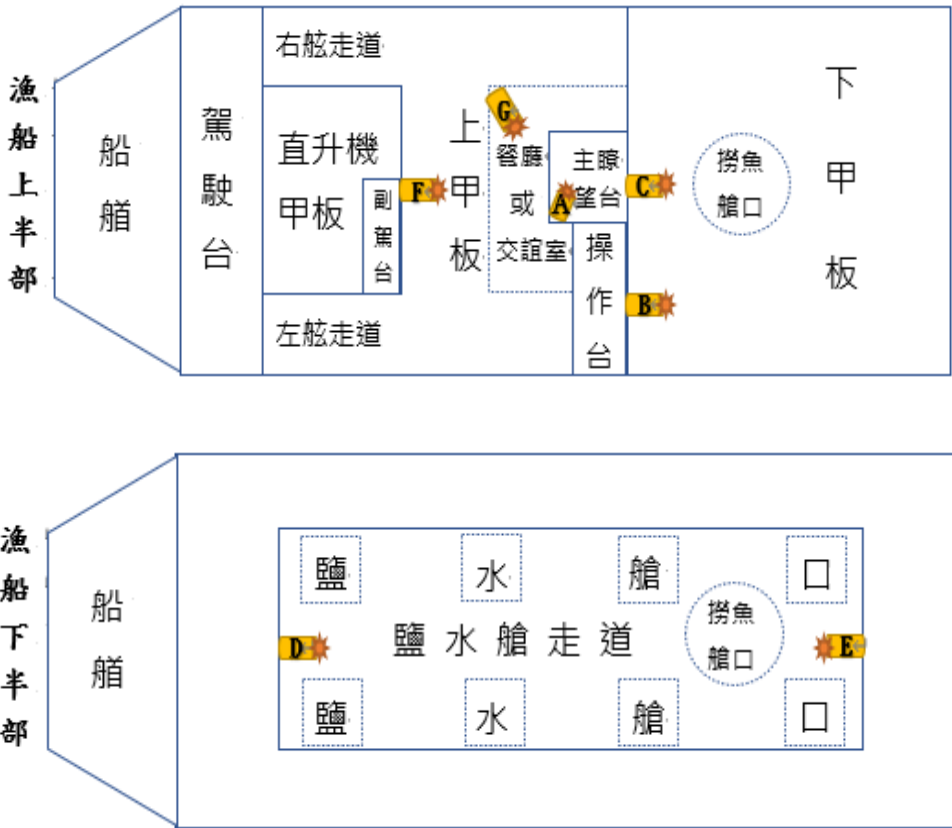 漁船上半部
船艏
駕駛台
右舷走道
直升機
甲板
副駕台
左舷走道
F
上甲板
G
餐廳
或
交誼室
主瞭
望台
A
操作台
C
B
撈魚
艙口
下甲板
漁船下半部
船艏
鹽 水 艙 口
D
鹽水艙走道
撈魚
艙口
E
鹽 水 艙 口